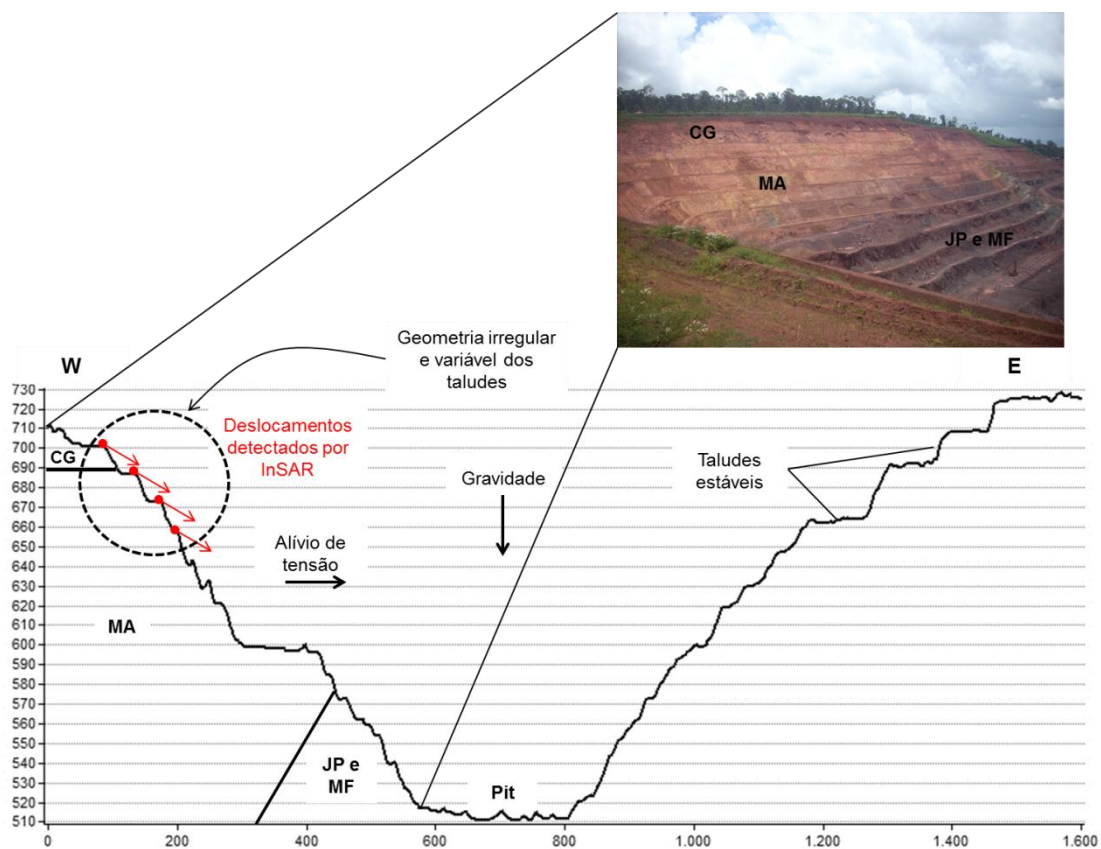 CG
MA
JP e MF
Geometria irregular
e variável dos
taludes
W
E
730
720
710
700
690
680
670
660
650
640
630
620
610
600
590
580
570
560
550
540
530
520
510
CG
Deslocamentos
detectados por
InSAR
Gravidade
Taludes
estáveis
Alívio de
tensão
MA
JP e
MF
Pit
0
200
400
600
800
1.000
1.200
1.400
1.600